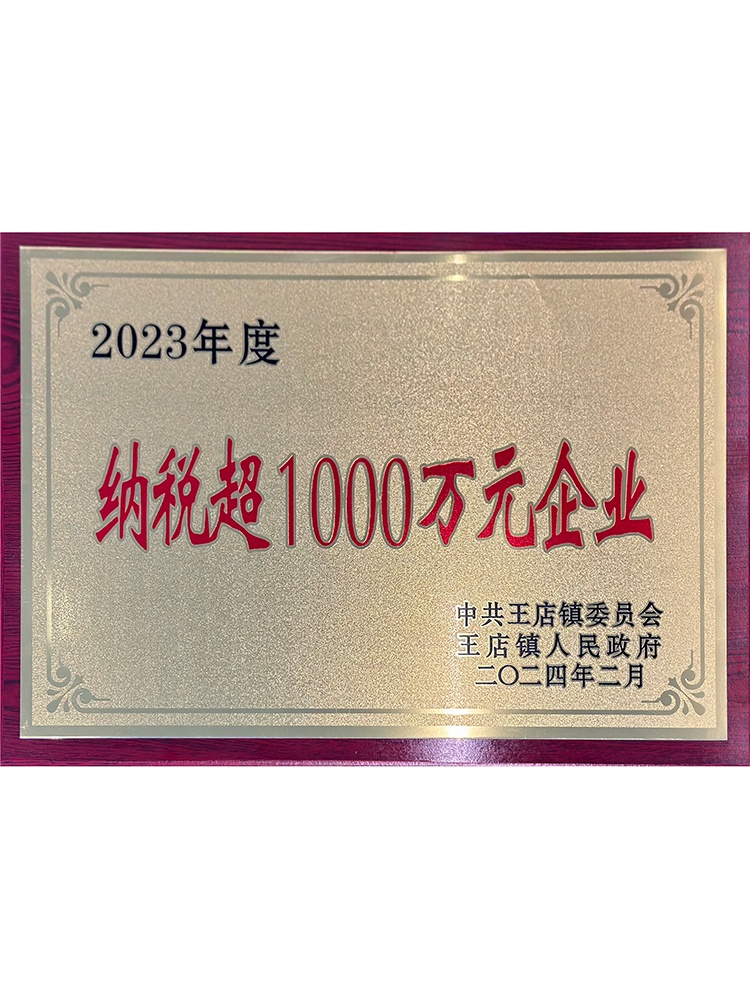 2023年度
纳税超1000万元企业
中共王店镇委员会
王店镇人民政府
二〇二四年二月